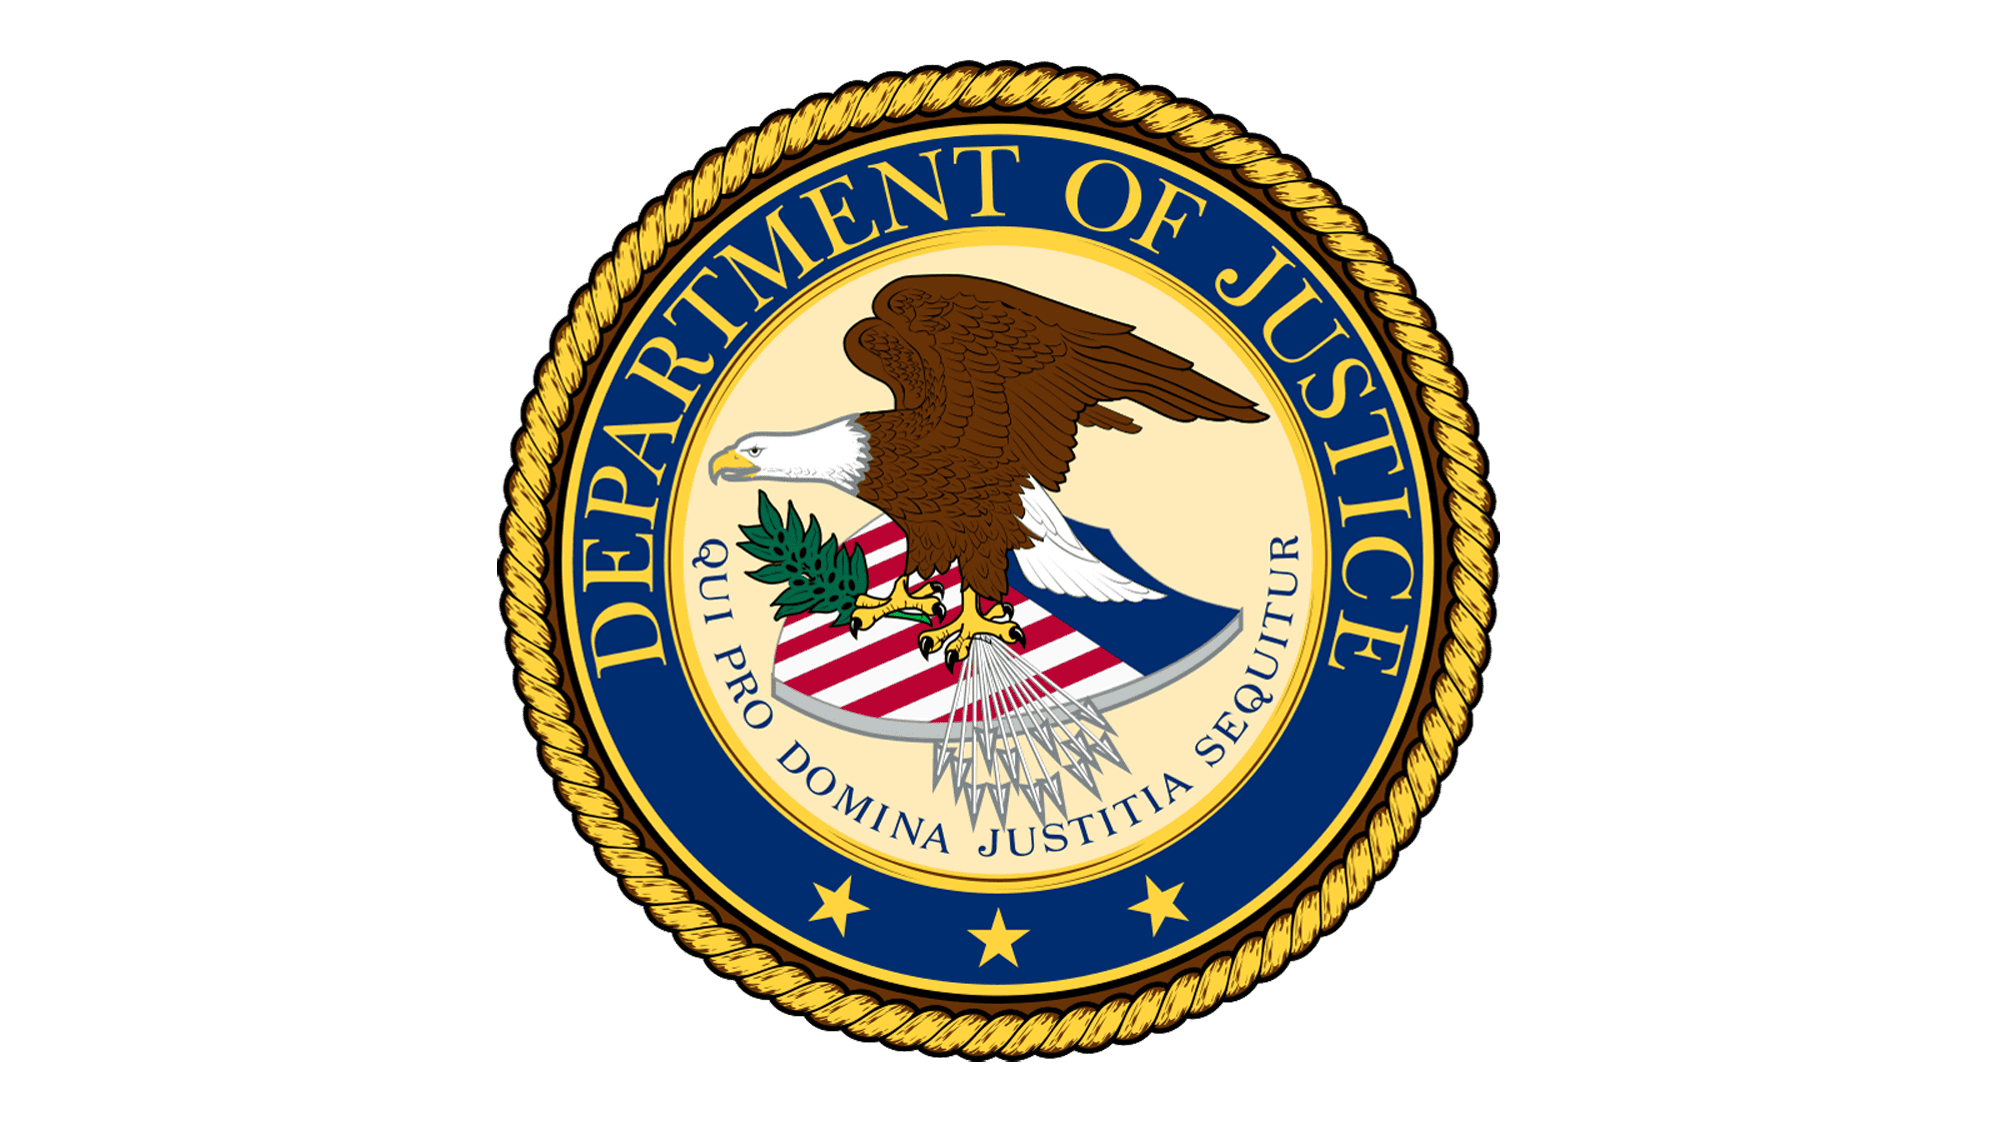 DEPARTMENT OF JUSTICE
QUI PRO DOMINA JUSTITIA SEQUITUR